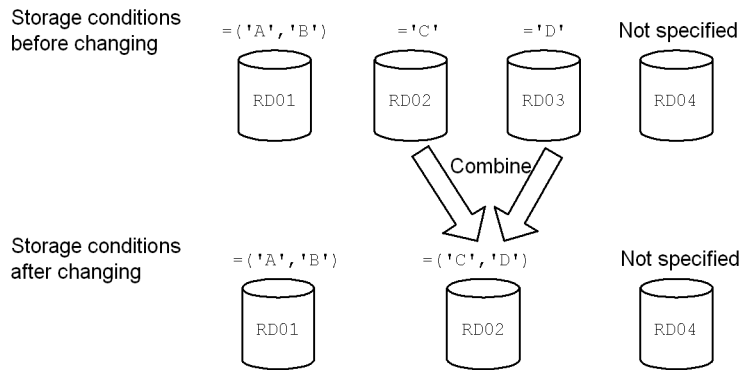 Storage conditions
before changing
=('A','B')
='C'
='D'
Not specified
RD01
RD02
RD03
RD04
Combine
Storage conditions
after changing
=('A','B')
=('C','D')
Not specified
RD01
RD02
RD04